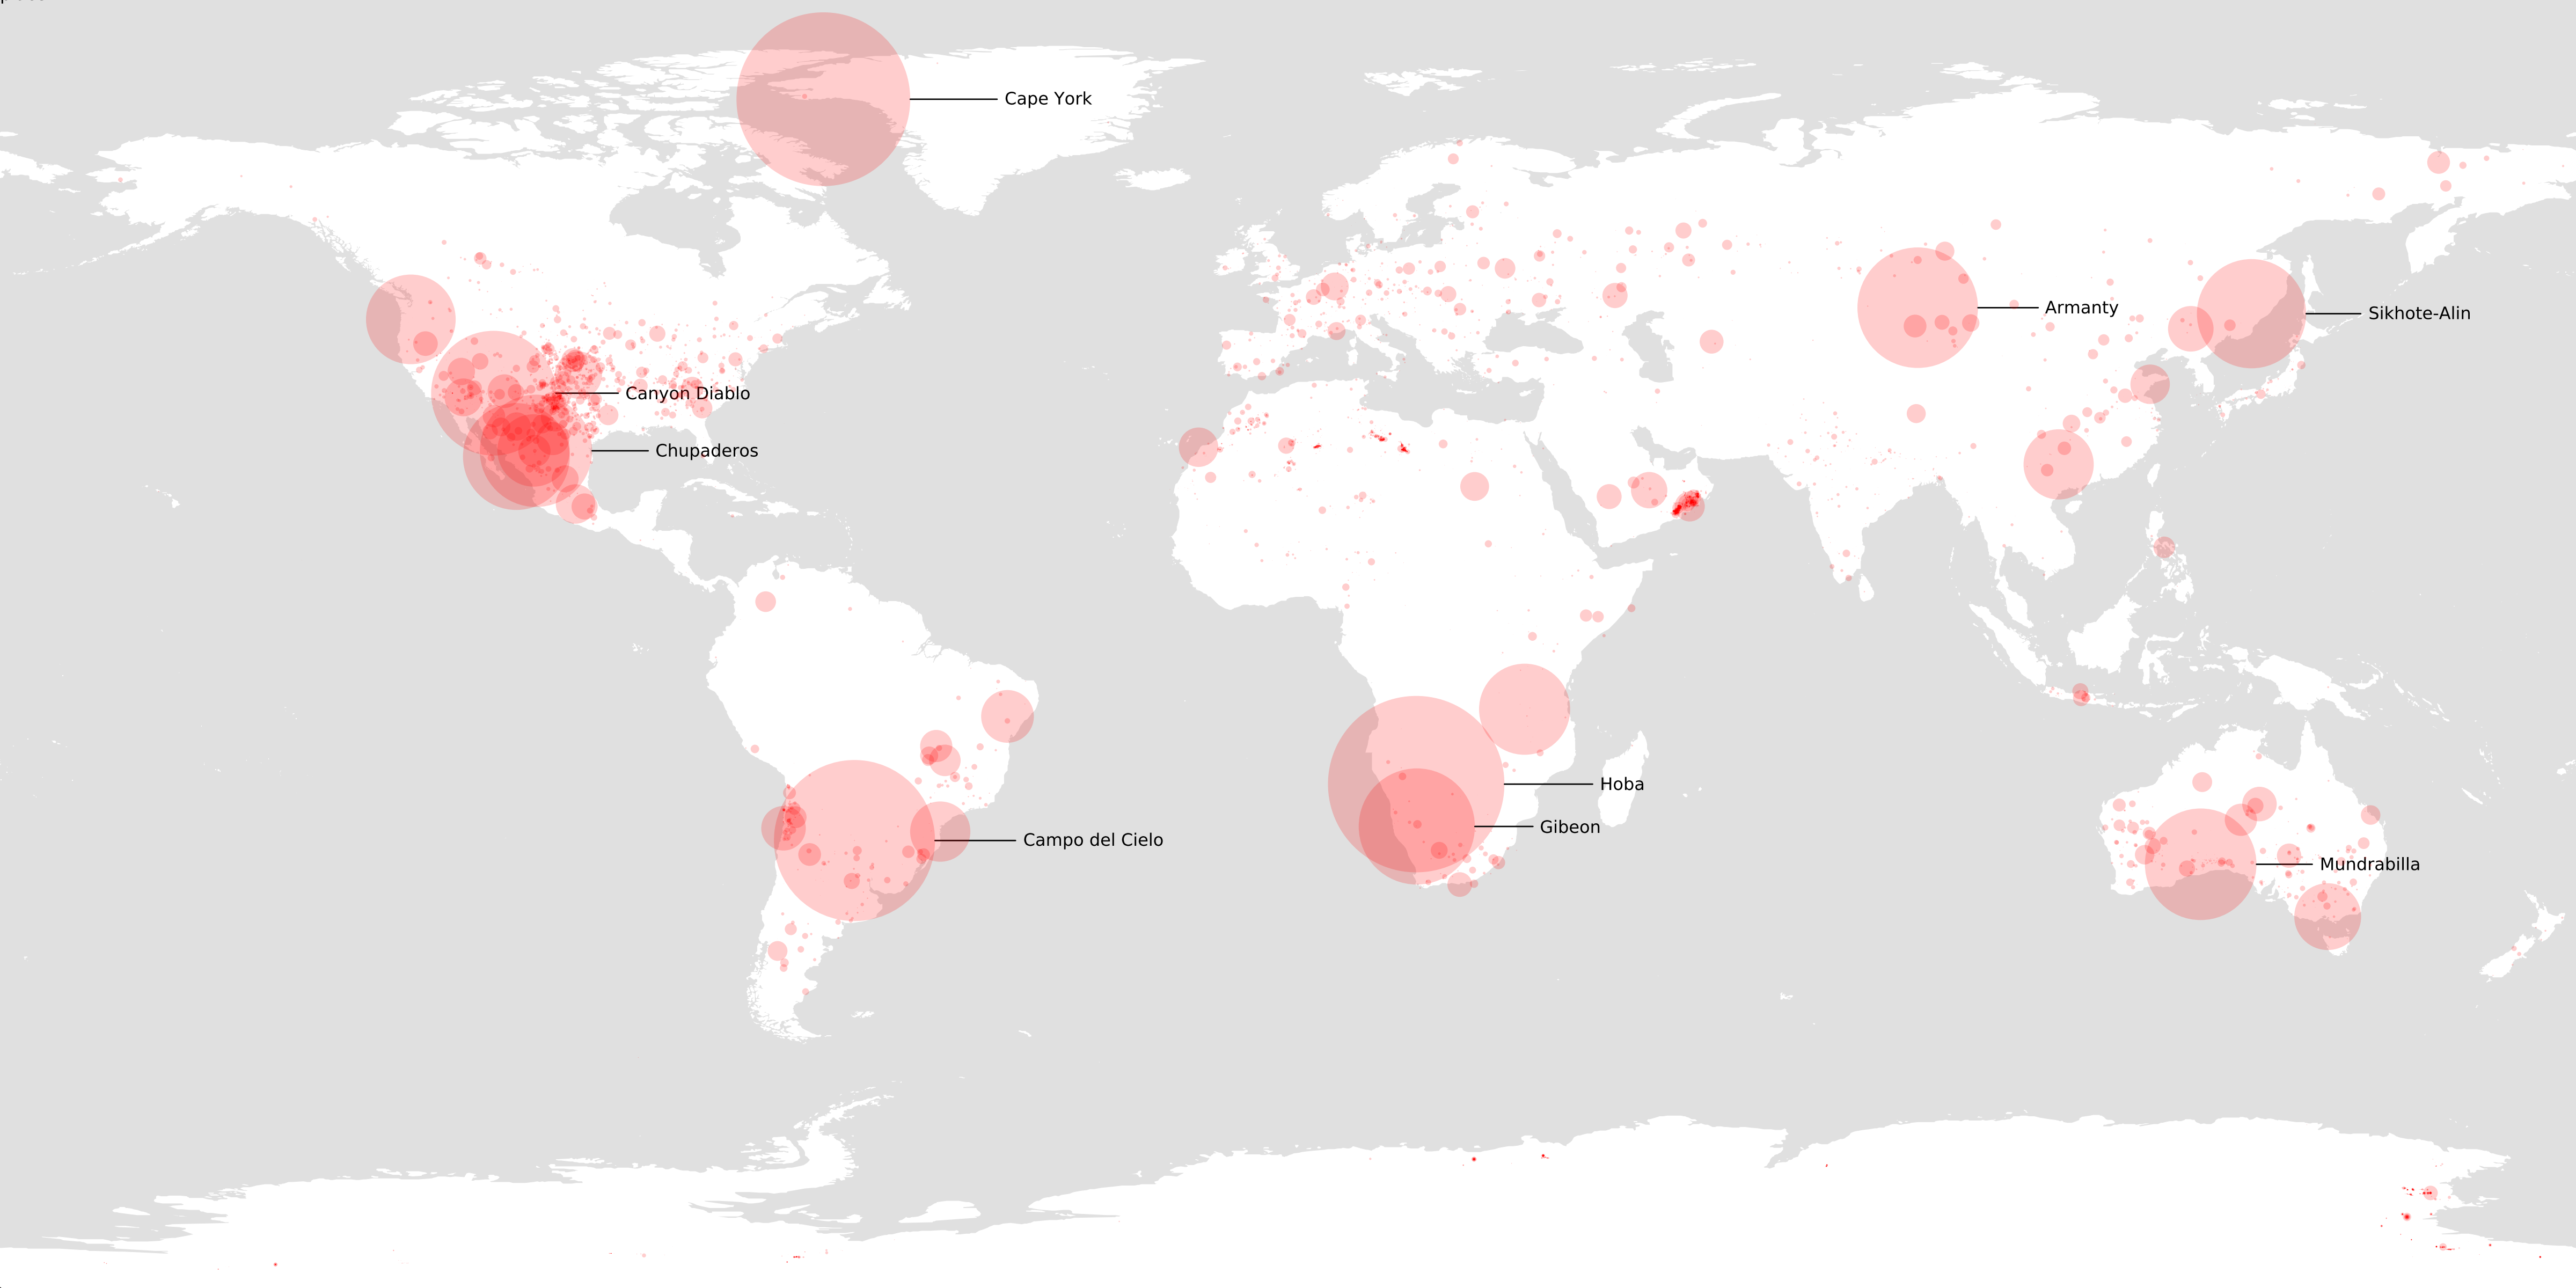 Cape York
Armanty
Sikhote-Alin
Canyon Diablo
Chupaderos
Hoba
Gibeon
Campo del Cielo
Mundrabilla